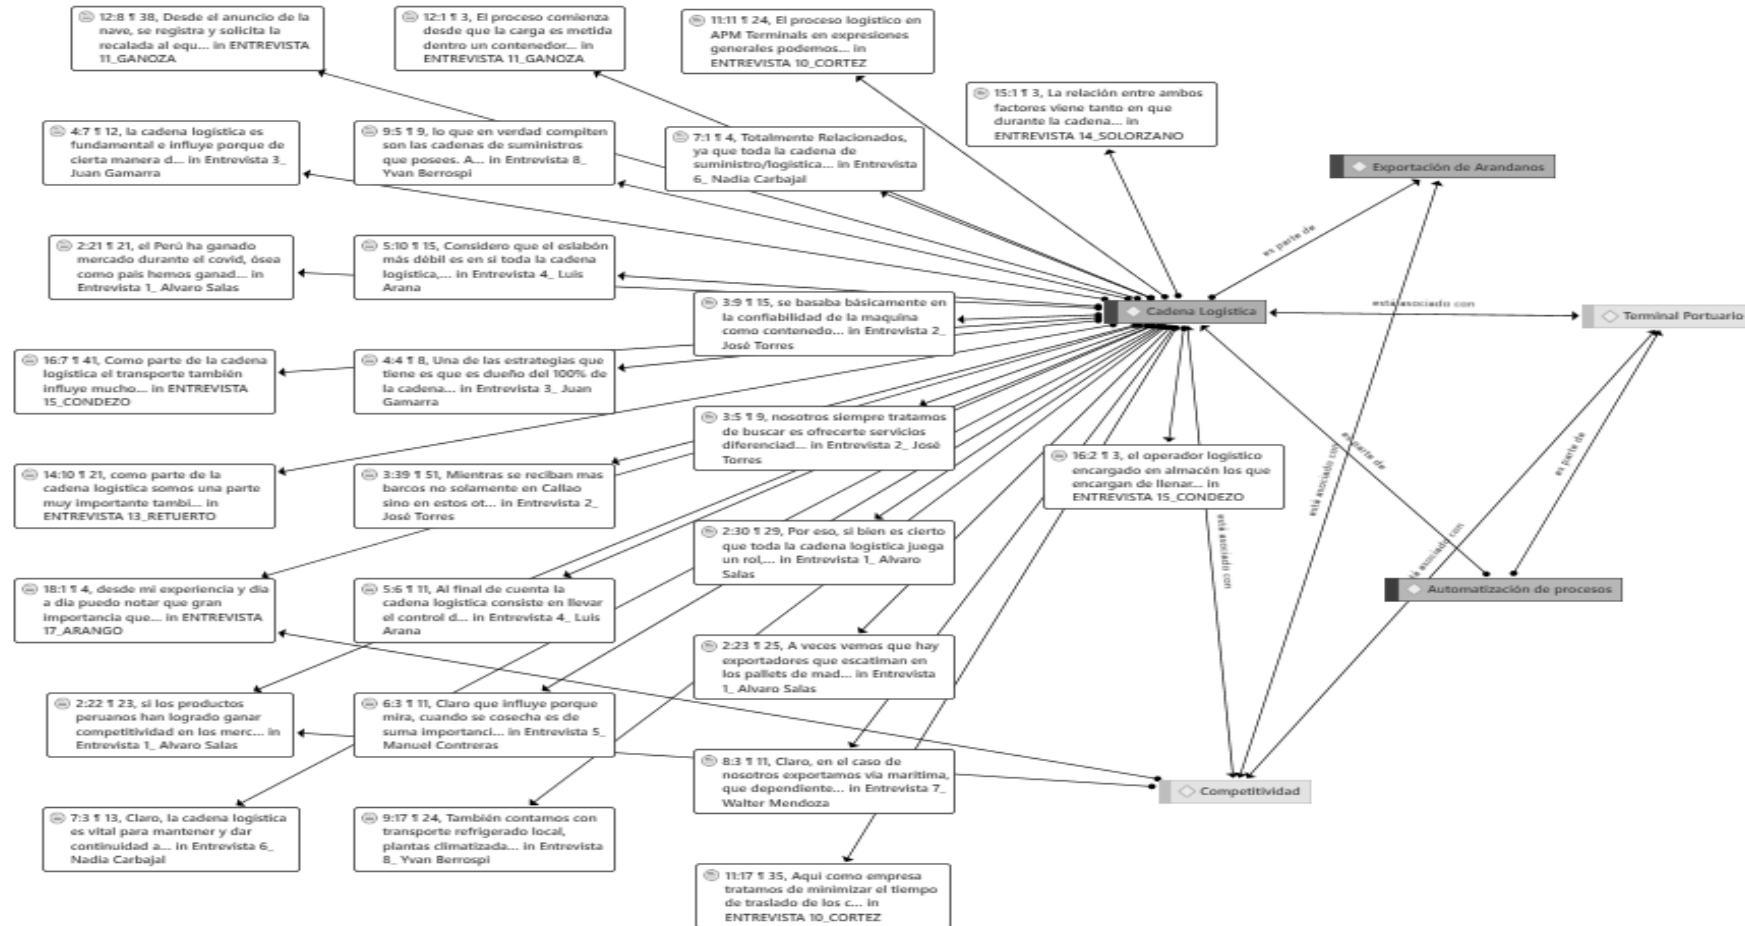 12:8 ¶ 38, Desde el anuncio de la
nave, se registra y solicita la
recalada al equ... in ENTREVISTA
11_GANOZA
12:1 ¶ 3, El proceso comienza
desde que la carga es metida
dentro un contenedor... in
ENTREVISTA 11_GANOZA
11:11 ¶ 24, El proceso logístico en
APM Terminals en expresiones
generales podemos... in
ENTREVISTA 10_CORTEZ
15:1 ¶ 3, La relación entre ambos
factores viene tanto en que
durante la cadena... in
ENTREVISTA 14_SOLORZANO
4:7 ¶ 12, la cadena logística es
fundamental e influye porque de
cierta manera d... in Entrevista 3_
Juan Gamarra
9:5 ¶ 9, lo que en verdad compiten
son las cadenas de suministros
que posees. A... in Entrevista 8_
Yvan Berrospi
7:1 ¶ 4, Totalmente Relacionados,
ya que toda la cadena de
suministro/logística... in Entrevista
6_ Nadia Carbajal
Exportación de Arandanos
es parte de
2:21 ¶ 21, el Perú ha ganado
mercado durante el covid, ósea
como país hemos ganad... in
Entrevista 1_ Alvaro Salas
5:10 ¶ 15, Considero que el eslabón
más débil es en si toda la cadena
logística,... in Entrevista 4_ Luis
Arana
3:9 ¶ 15, se basaba básicamente en
la confiabilidad de la maquina
como contenedo... in Entrevista 2_
José Torres
Cadena Logística
está asociado con
Terminal Portuario
16:7 ¶ 41, Como parte de la cadena
logística el transporte también
influye mucho... in ENTREVISTA
15_CONDEZO
4:4 ¶ 8, Una de las estrategias que
tiene es que es dueño del 100% de
la cadena... in Entrevista 3_ Juan
Gamarra
3:5 ¶ 9, nosotros siempre tratamos
de buscar es ofrecerte servicios
diferenciad... in Entrevista 2_ José
Torres
16:2 ¶ 3, el operador logístico
encargado en almacén los que
encargan de llenar... in
ENTREVISTA 15_CONDEZO
es parte de
está asociado con
es parte de
14:10 ¶ 21, como parte de la
cadena logística somos una parte
muy importante tambi... in
ENTREVISTA 13_RETUERTO
3:39 ¶ 51, Mientras se reciban mas
barcos no solamente en Callao
sino en estos ot... in Entrevista 2_
José Torres
2:30 ¶ 29, Por eso, si bien es cierto
que toda la cadena logística juega
un rol,... in Entrevista 1_ Alvaro
Salas
está asociado con
está asociado con
18:1 ¶ 4, desde mi experiencia y día
a día puedo notar que gran
importancia que... in ENTREVISTA
17_ARANGO
5:6 ¶ 11, Al final de cuenta la
cadena logística consiste en llevar
el control d... in Entrevista 4_ Luis
Arana
Automatización de procesos
2:23 ¶ 25, A veces vemos que hay
exportadores que escatiman en
los pallets de mad... in Entrevista
1_ Alvaro Salas
2:22 ¶ 23, si los productos
peruanos han logrado ganar
competitividad en los merc... in
Entrevista 1_ Alvaro Salas
6:3 ¶ 11, Claro que influye porque
mira, cuando se cosecha es de
suma importanci... in Entrevista 5_
Manuel Contreras
8:3 ¶ 11, Claro, en el caso de
nosotros exportamos vía marítima,
que dependiente... in Entrevista 7_
Walter Mendoza
Competitividad
7:3 ¶ 13, Claro, la cadena logística
es vital para mantener y dar
continuidad a... in Entrevista 6_
Nadia Carbajal
9:17 ¶ 24, También contamos con
transporte refrigerado local,
plantas climatizada... in Entrevista
8_ Yvan Berrospi
11:17 ¶ 35, Aquí como empresa
tratamos de minimizar el tiempo
de traslado de los c... in
ENTREVISTA 10_CORTEZ